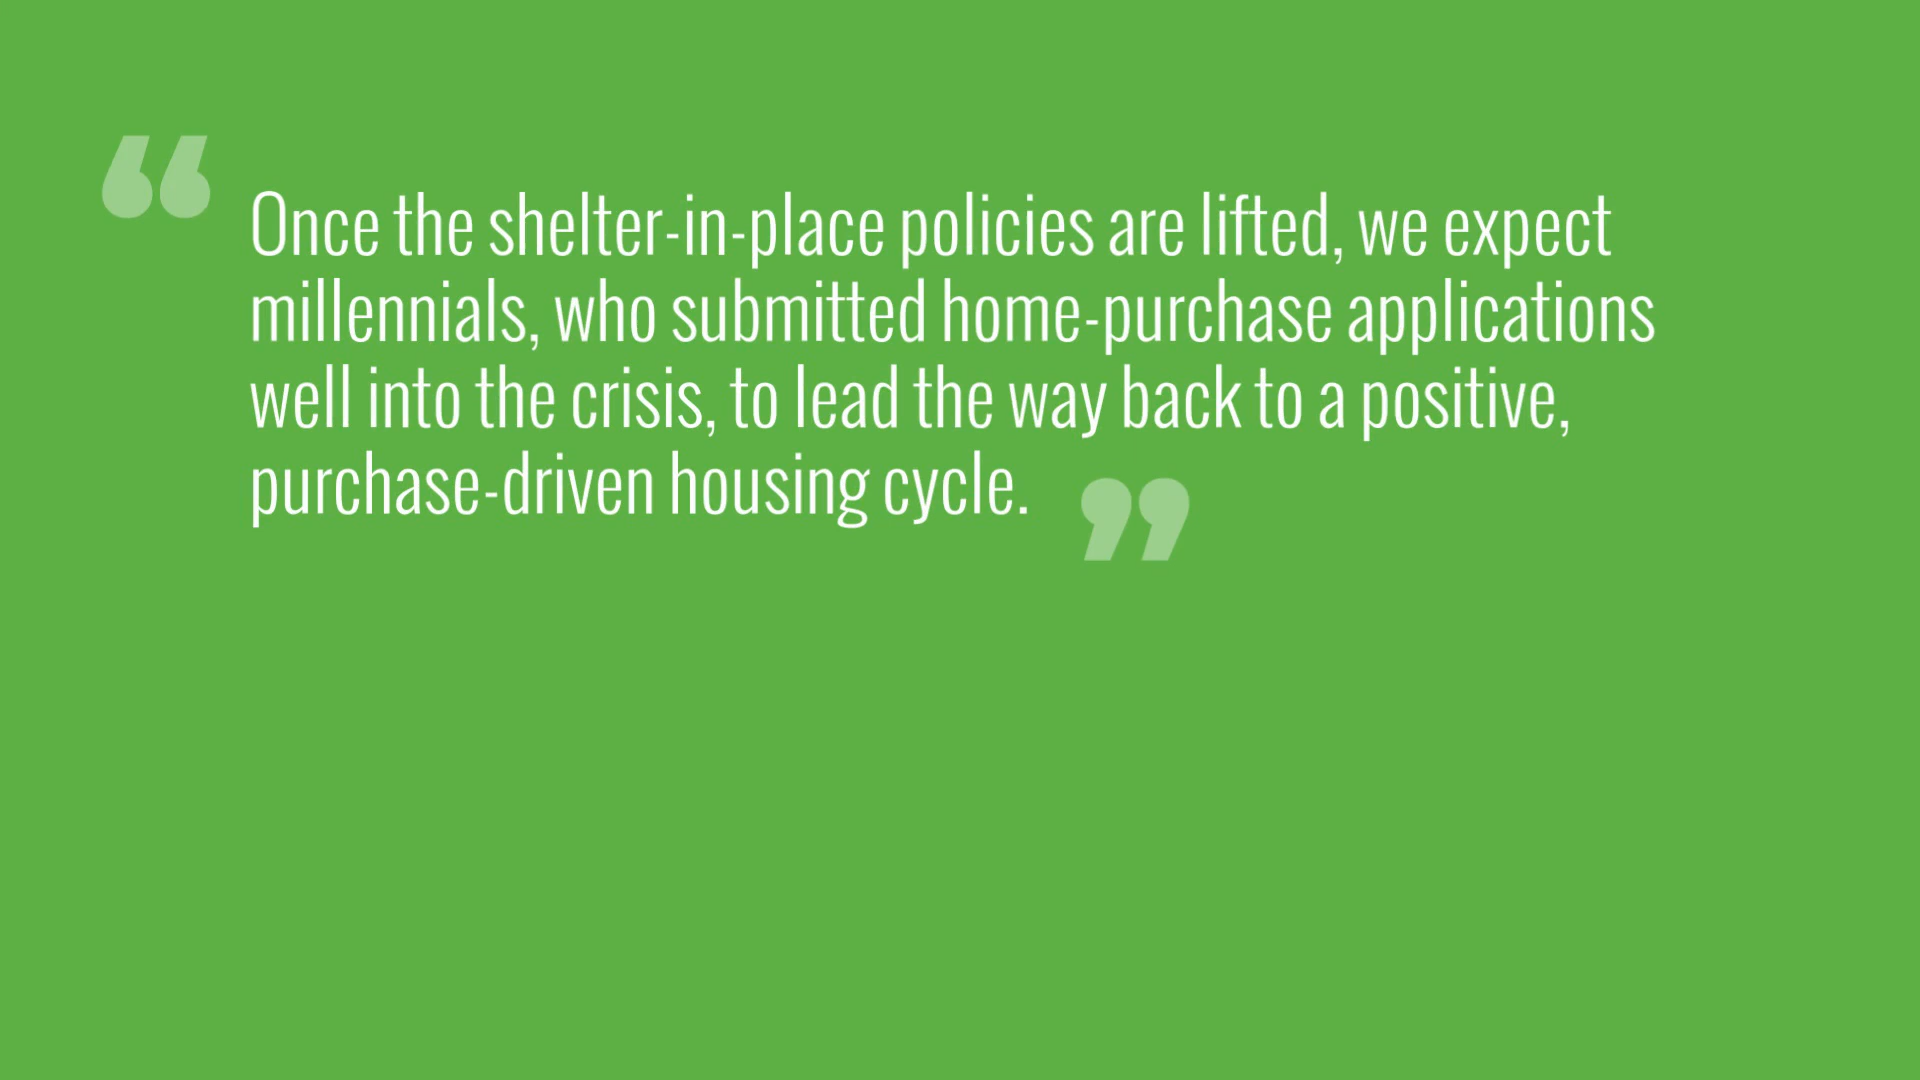 “Once the shelter-in-place policies are lifted, we expect
millennials, who submitted home-purchase applications
well into the crisis, to lead the way back to a positive,
purchase-driven housing cycle.”